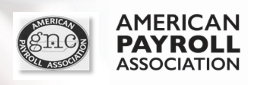 AMERICAN
gnc
PAYROLL ASSOCIATION
AMERICAN
PAYROLL
ASSOCIATION